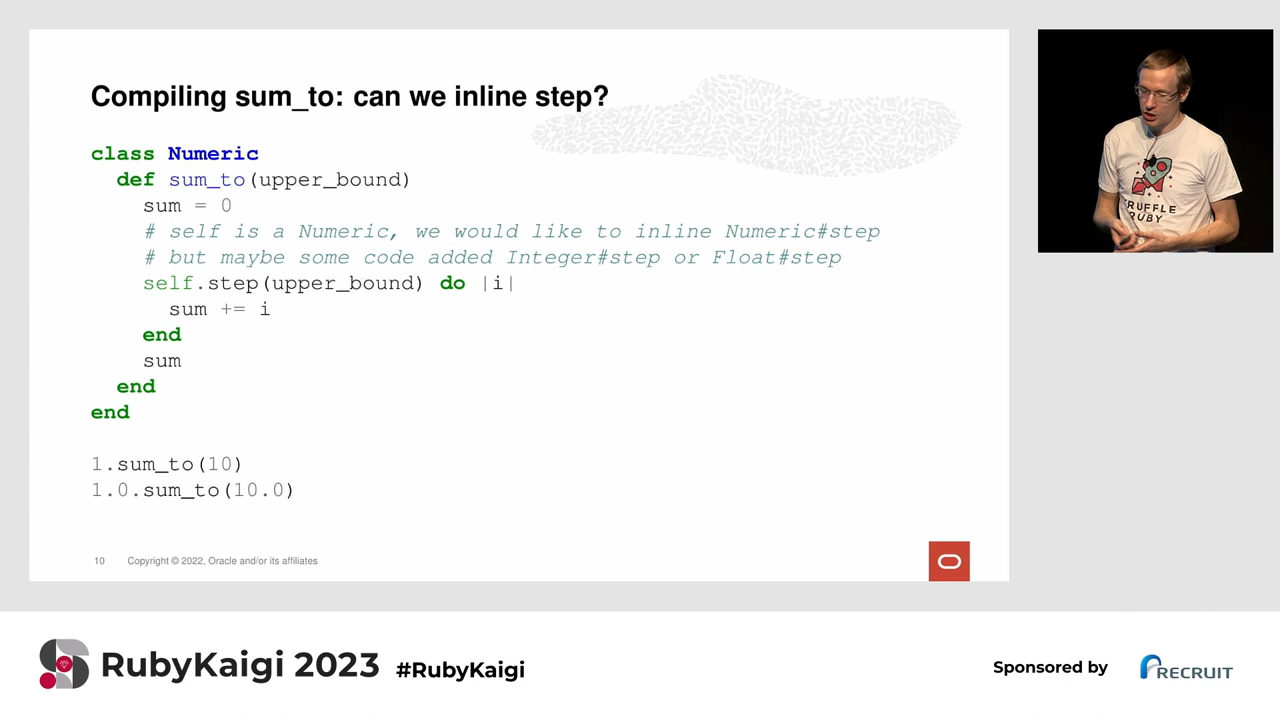 Compiling sum_to: can we inline step?
class Numeric
  def sum_to(upper_bound)
    sum = 0
    # self is a Numeric, we would like to inline Numeric#step
    # but maybe some code added Integer#step or Float#step
    self.step(upper_bound) do |i|
      sum += i
    end
    sum
  end
end
1.sum_to(10)
1.0.sum_to(10.0)
10 Copyright © 2022, Oracle and/or its affiliates
RUFFLE
RUBY
RubyKaigi 2023 #RubyKaigi
Sponsored by RECRUIT